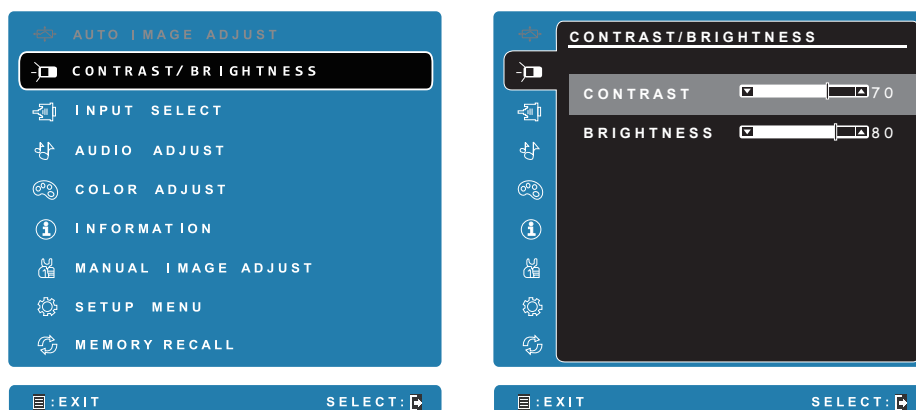 AUTO IMAGE ADJUST
CONTRAST/BRIGHTNESS
INPUT SELECT
AUDIO ADJUST
COLOR ADJUST
INFORMATION
MANUAL IMAGE ADJUST
SETUP MENU
MEMORY RECALL
:EXIT SELECT:
CONTRAST/BRIGHTNESS
CONTRAST 70
BRIGHTNESS 80
:EXIT SELECT: